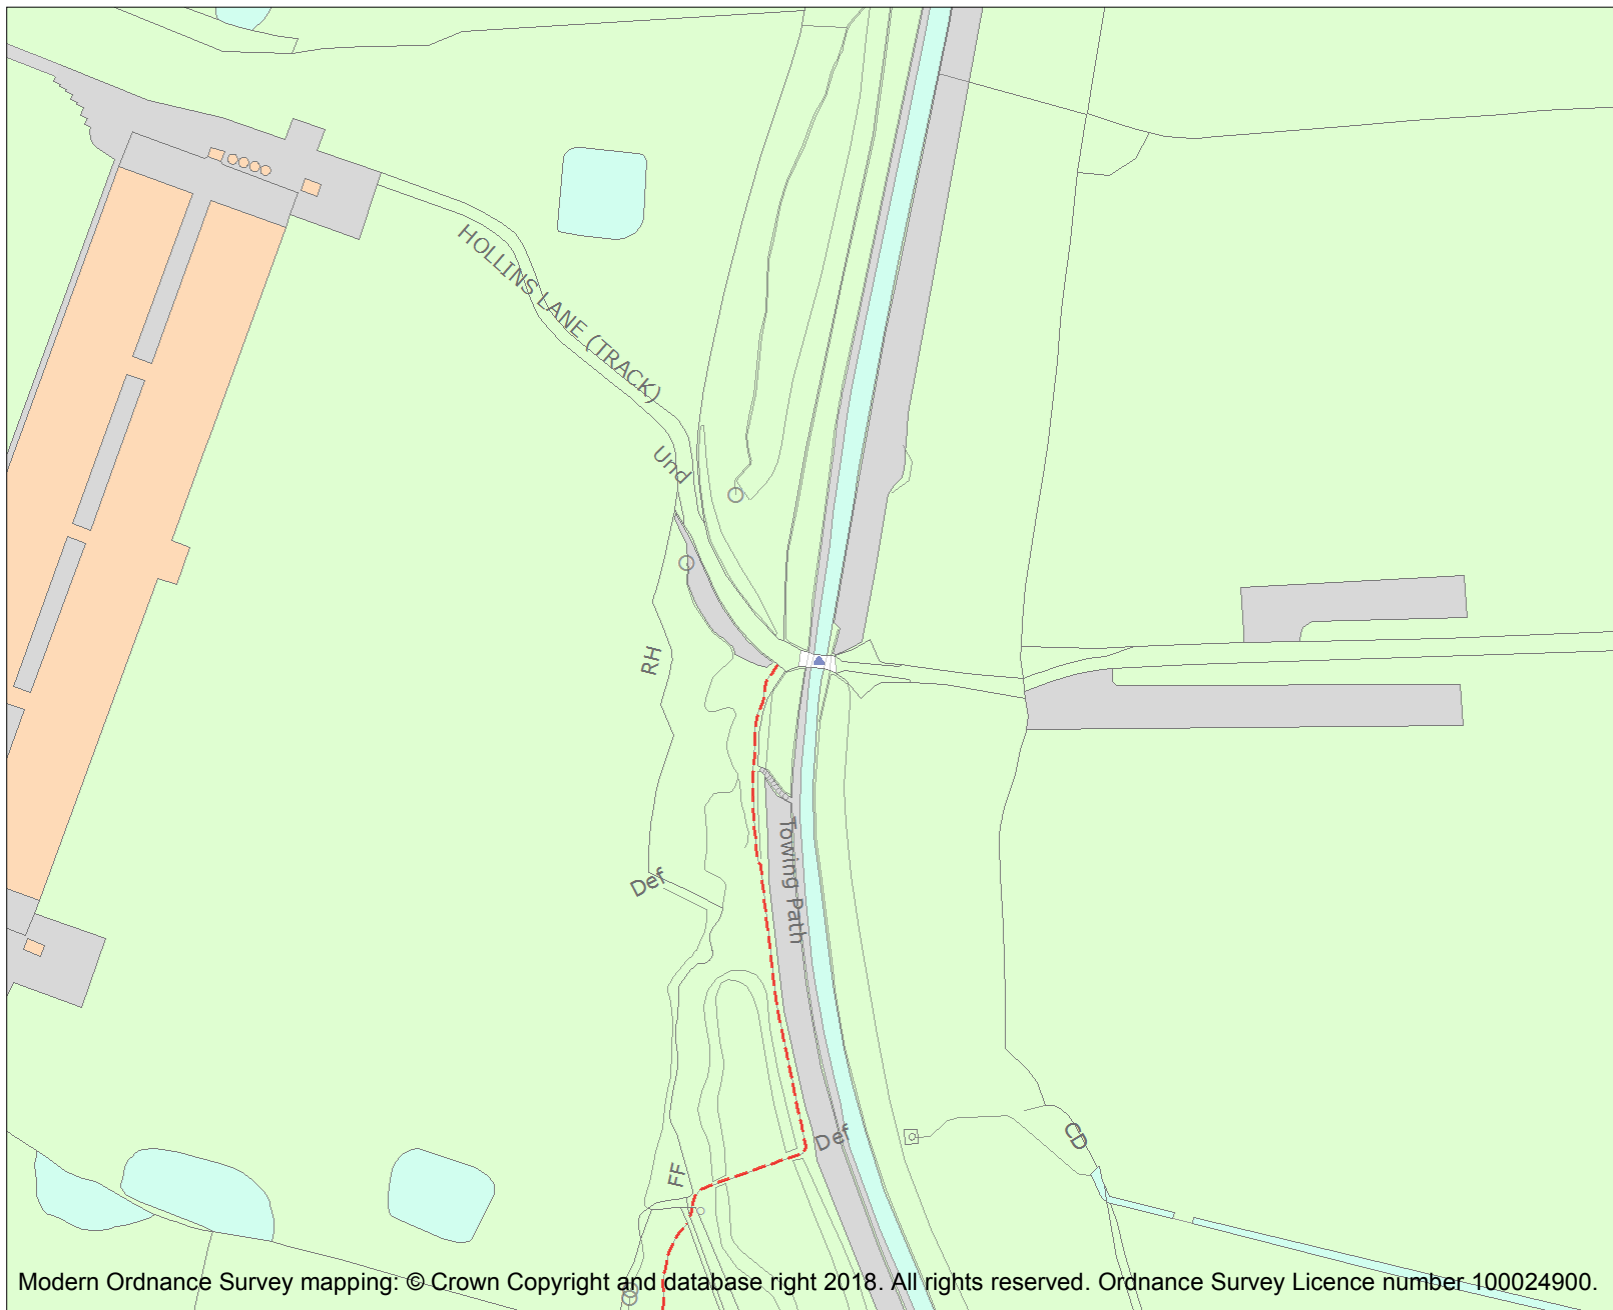 HOLLINS LANE (TRACK)
Und
RH
Def
Towing Path
Def
CD
FF
Modern Ordnance Survey mapping: © Crown Copyright and database right 2018. All rights reserved. Ordnance Survey Licence number 100024900.